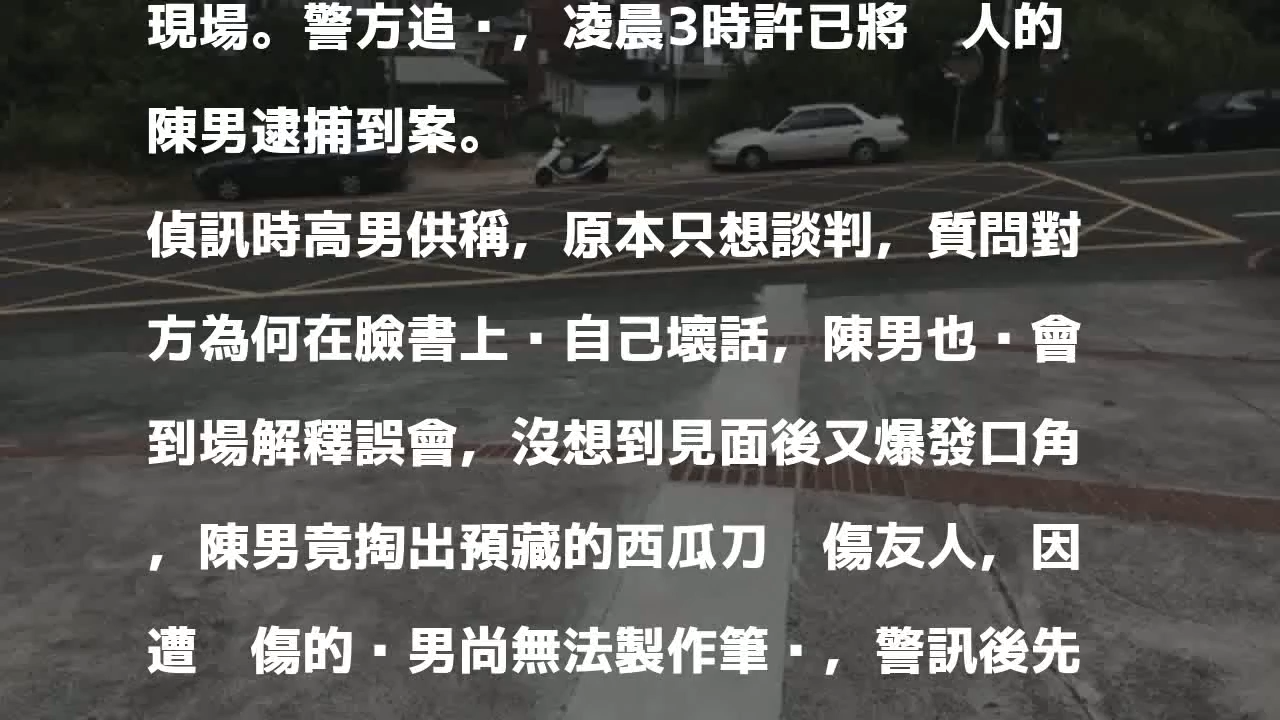 現場。警方追·，凌晨3時許已將　人的
陳男逮捕到案。
偵訊時高男供稱，原本只想談判，質問對
方為何在臉書上·自己壞話，陳男也·會
到場解釋誤會，沒想到見面後又爆發口角
，陳男竟掏出預藏的西瓜刀　傷友人，因
遭　傷的·男尚無法製作筆·，警訊後先